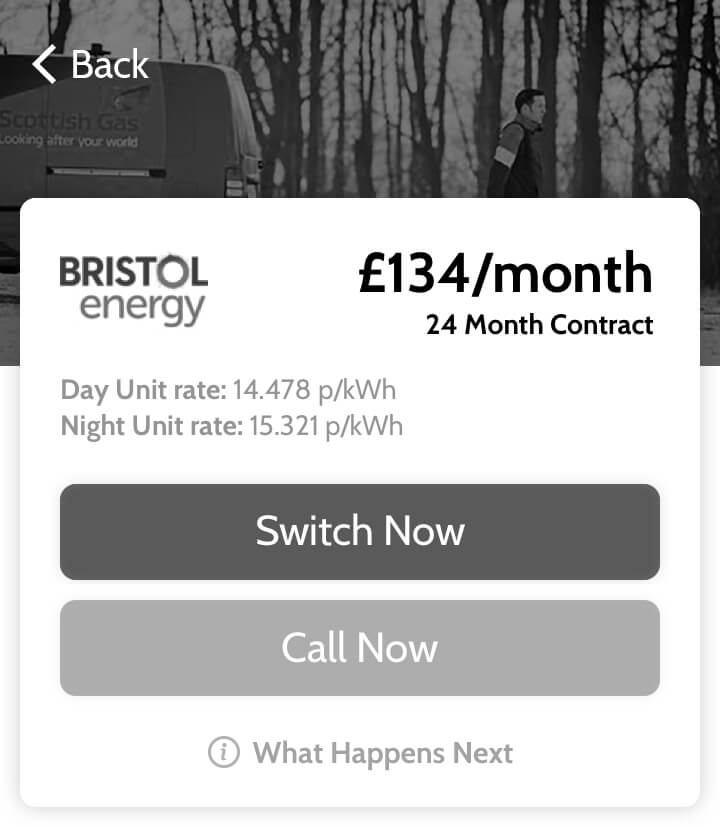 Back
Scottish Gas
Looking after your world
BRISTOL
energy
£134/month
24 Month Contract
Day Unit rate: 14.478 p/kWh
Night Unit rate: 15.321 p/kWh
Switch Now
Call Now
i What Happens Next